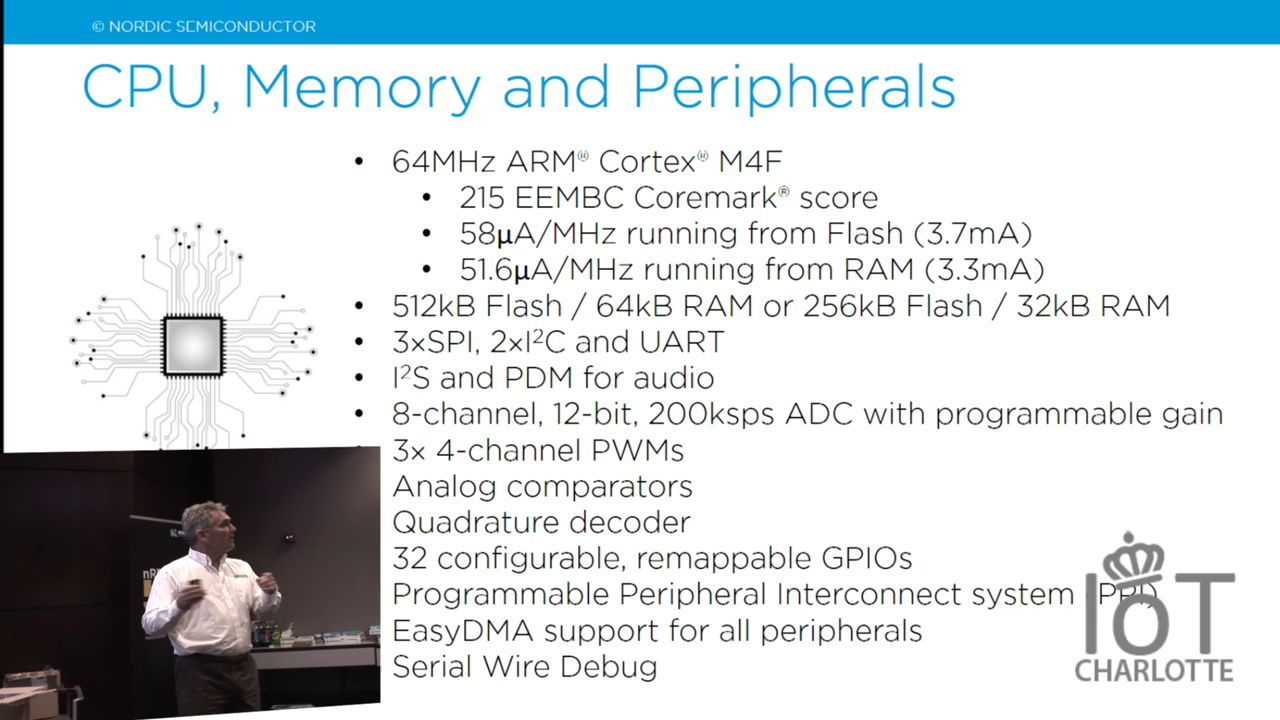 © NORDIC SEMICONDUCTOR
CPU, Memory and Peripherals
• 64MHz ARM® Cortex® M4F
• 215 EEMBC Coremark® score
• 58µA/MHz running from Flash (3.7mA)
• 51.6µA/MHz running from RAM (3.3mA)
• 512kB Flash / 64kB RAM or 256kB Flash / 32kB RAM
• 3xSPI, 2xI²C and UART
• I²S and PDM for audio
• 8-channel, 12-bit, 200ksps ADC with programmable gain
3x 4-channel PWMs
Analog comparators
Quadrature decoder
32 configurable, remappable GPIOs
Programmable Peripheral Interconnect system (PPI)
EasyDMA support for all peripherals
Serial Wire Debug
IoT
CHARLOTTE